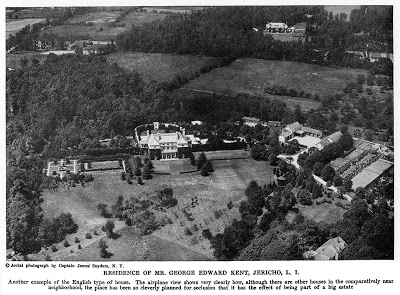 © Aerial photograph by Captain James Suydam, N. Y.
RESIDENCE OF MR. GEORGE EDWARD KENT, JERICHO, L. I.
Another example of the English type of house. The airplane view shows very clearly how, although there are other houses in the comparatively near
neighborhood, the place has been so cleverly planned for seclusion that it has the effect of being part of a big estate